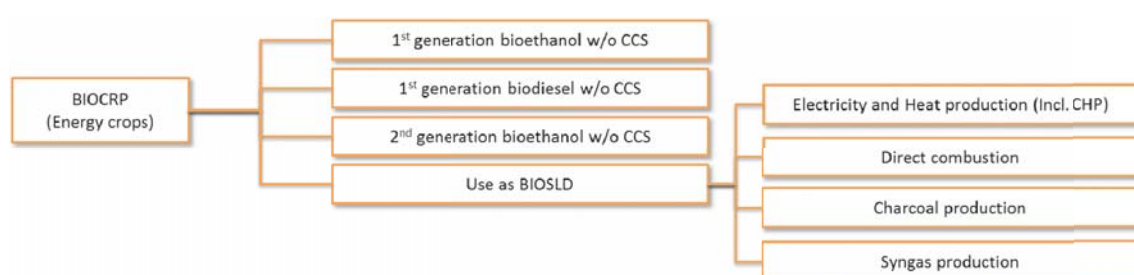 BIOCRP
(Energy crops)
1st generation bioethanol w/o CCS
1st generation biodiesel w/o CCS
2nd generation bioethanol w/o CCS
Use as BIOSLD
Electricity and Heat production (Incl. CHP)
Direct combustion
Charcoal production
Syngas production